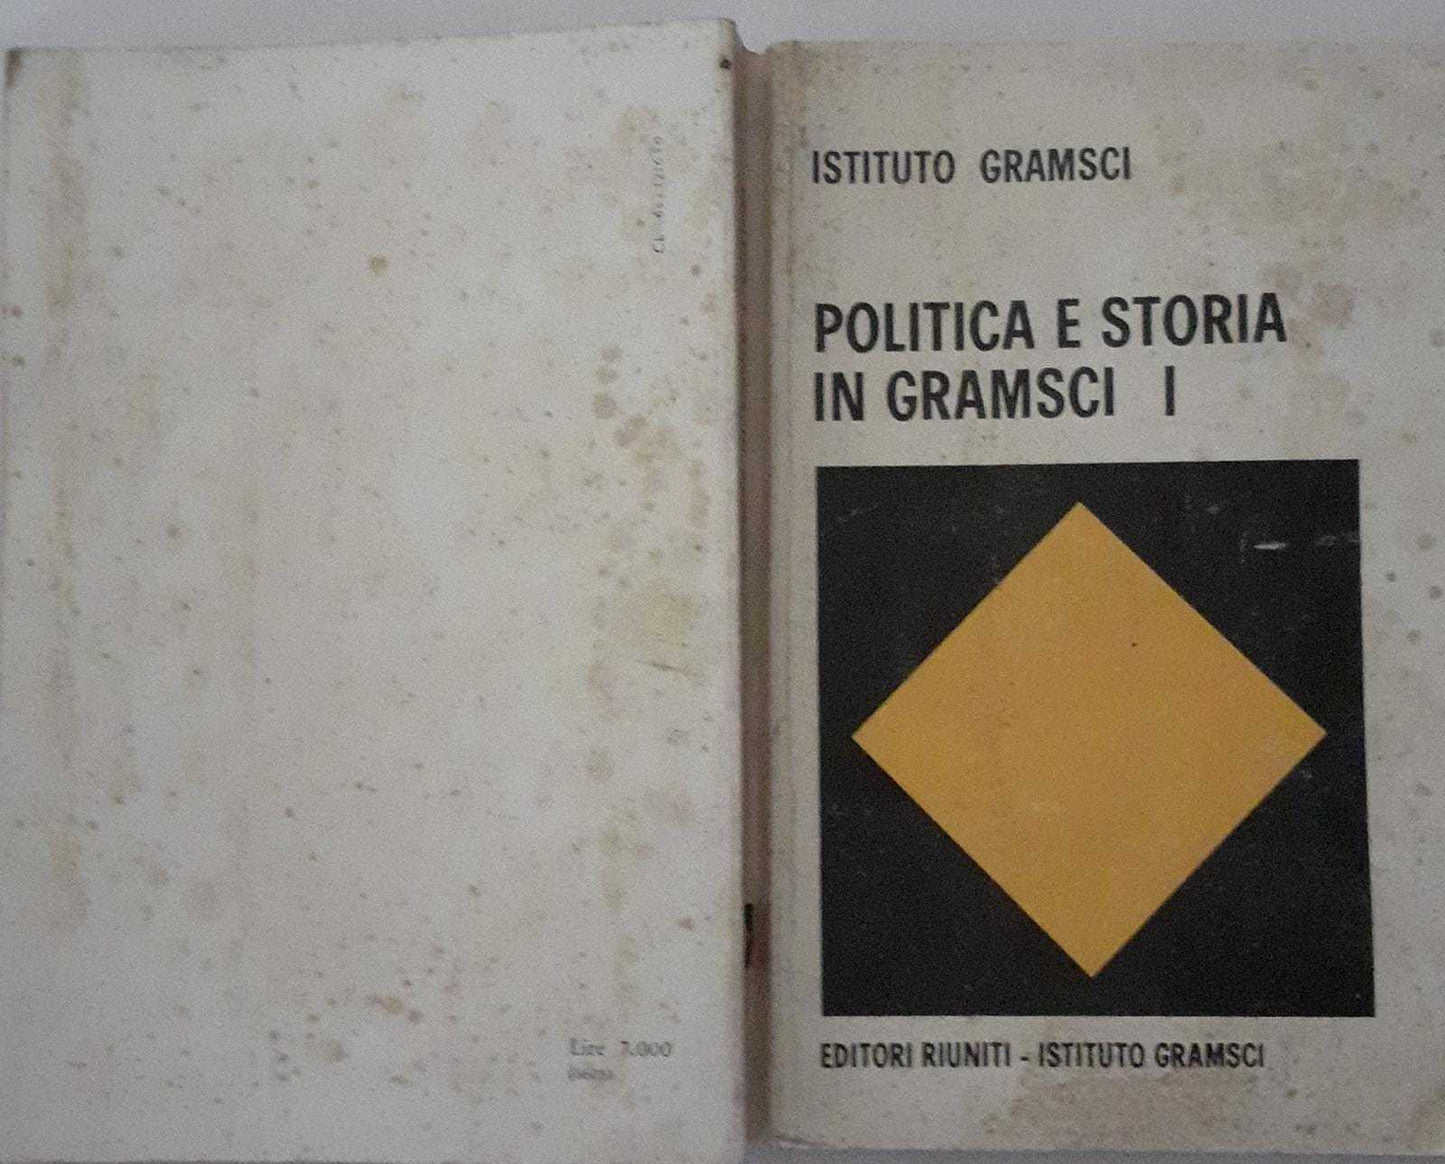 Lire 7.000
ISTITUTO GRAMSCI
POLITICA E STORIA
IN GRAMSCI I
EDITORI RIUNITI - ISTITUTO GRAMSCI